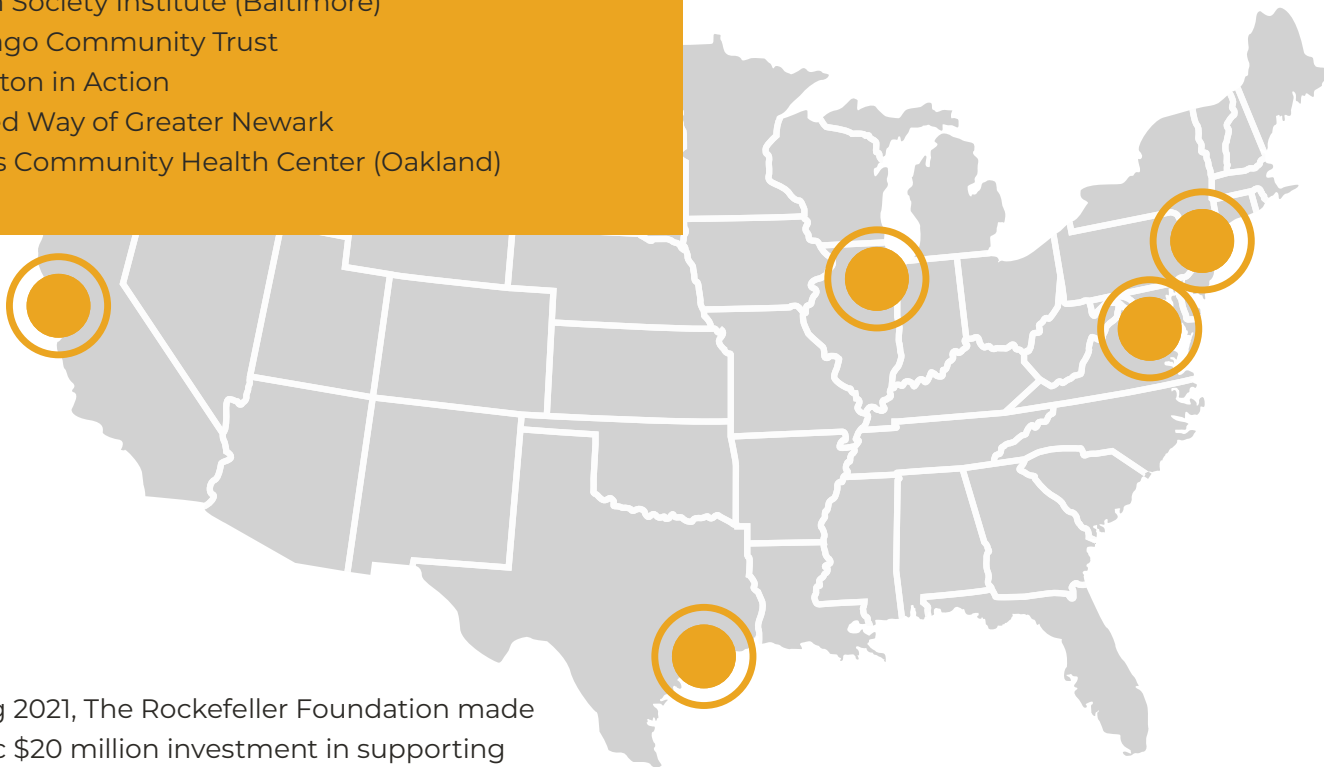 Society Institute (Baltimore)
go Community Trust
ton in Action
d Way of Greater Newark
s Community Health Center (Oakland)
g 2021, The Rockefeller Foundation made
c $20 million investment in supporting